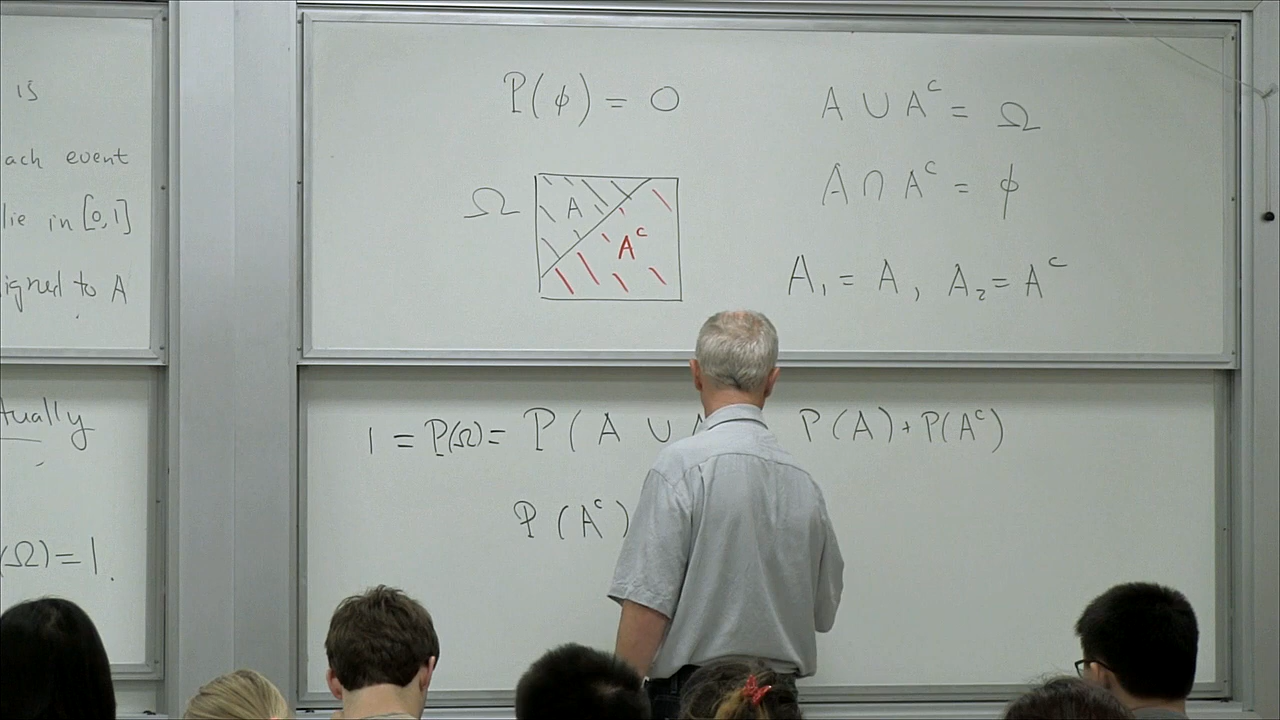 is
ach event
lie in [0,1]
igned to A
tually
(Ω) = 1.
P(ϕ) = 0
Ω
A
A^c
A ∪ A^c = Ω
A ∩ A^c = ϕ
A₁ = A, A₂ = A^c
1 = P(Ω) = P(A ∪ P(A) + P(A^c)
P(A^c)